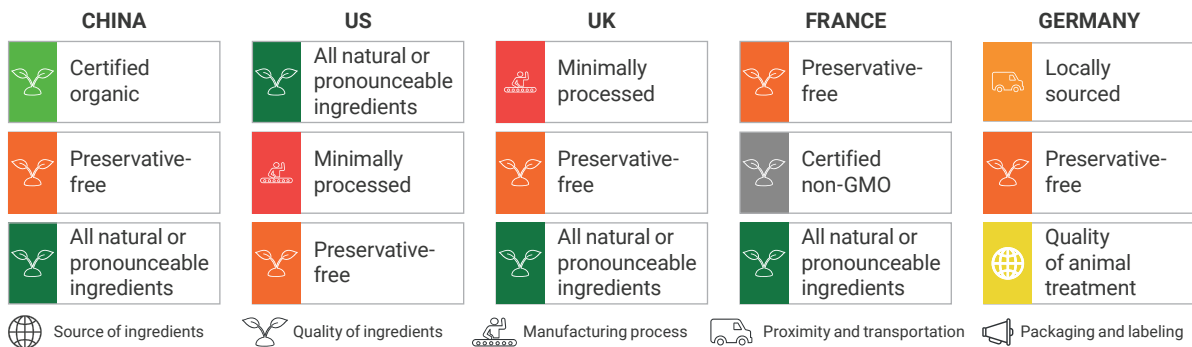 CHINA
US
UK
FRANCE
GERMANY
Certified
organic
All natural or
pronounceable
ingredients
Minimally
processed
Preservative-
free
Locally
sourced
Preservative-
free
Minimally
processed
Preservative-
free
Certified
non-GMO
Preservative-
free
All natural or
pronounceable
ingredients
Preservative-
free
All natural or
pronounceable
ingredients
All natural or
pronounceable
ingredients
Quality
of animal
treatment
Source of ingredients
Quality of ingredients
Manufacturing process
Proximity and transportation
Packaging and labeling